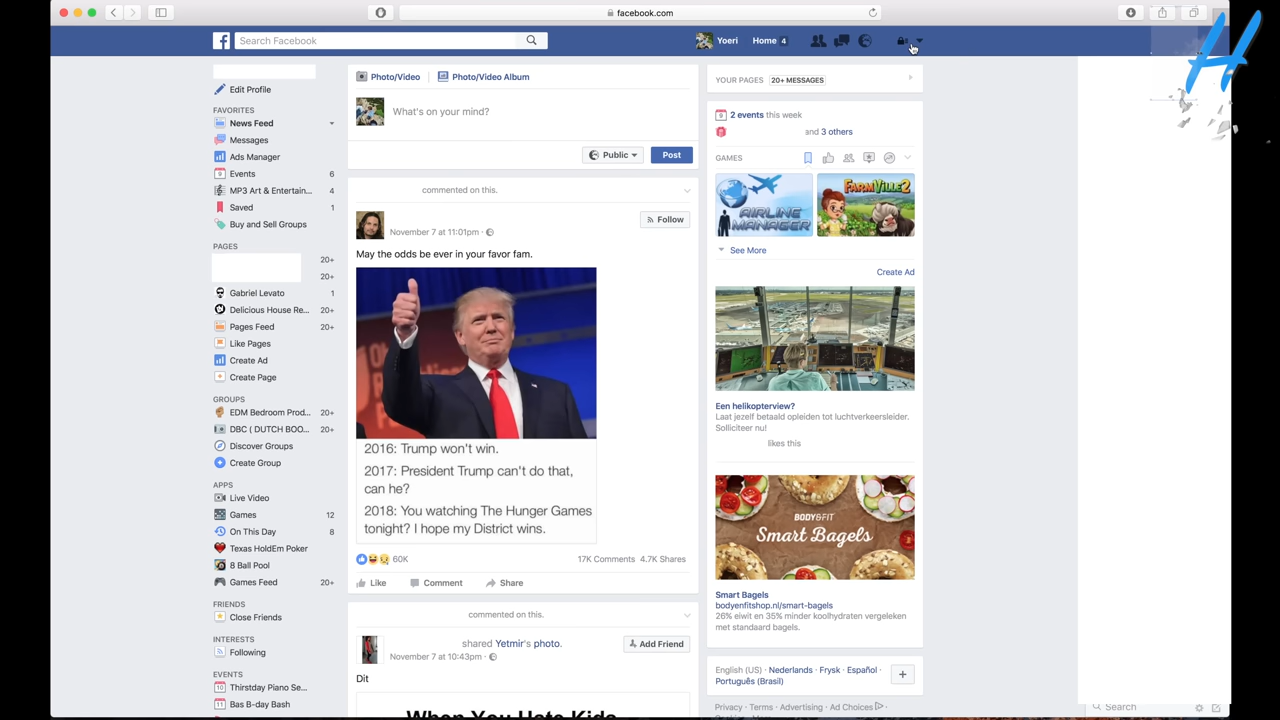 facebook.com
Search Facebook
Yoeri
Home 4
Edit Profile
FAVORITES
News Feed
Messages
Ads Manager
Events 6
MP3 Art & Entertain... 4
Saved 1
Buy and Sell Groups
PAGES
20+
20+
Gabriel Levato 1
Delicious House Re... 20+
Pages Feed 20+
Like Pages
Create Ad
Create Page
GROUPS
EDM Bedroom Prod... 20+
DBC ( DUTCH BOO... 20+
Discover Groups
Create Group
APPS
Live Video
Games 12
On This Day 8
Texas HoldEm Poker
8 Ball Pool
Games Feed 20+
FRIENDS
Close Friends
INTERESTS
Following
EVENTS
10 Thirstday Piano Se...
11 Bas B-day Bash
Photo/Video
Photo/Video Album
What's on your mind?
Public
Post
commented on this.
Follow
November 7 at 11:01pm ·
May the odds be ever in your favor fam.
2016: Trump won't win.
2017: President Trump can't do that,
can he?
2018: You watching The Hunger Games
tonight? I hope my District wins.
60K
17K Comments 4.7K Shares
Like
Comment
Share
commented on this.
shared Yetmir's photo.
Add Friend
November 7 at 10:43pm ·
Dit
When You Hate Kids
YOUR PAGES 20+ MESSAGES
9 2 events this week
and 3 others
GAMES
AIRLINE
MANAGER
FARMVILLE 2
See More
Create Ad
Een helikopterview?
Laat jezelf betaald opleiden tot luchtverkeersleider.
Solliciteer nu!
likes this
BODY&FIT
Smart Bagels
Smart Bagels
bodyenfitshop.nl/smart-bagels
26% eiwit en 35% minder koolhydraten vergeleken
met standaard bagels.
English (US) · Nederlands · Frysk · Español ·
Português (Brasil)
Privacy · Terms · Advertising · Ad Choices ·
Search
H